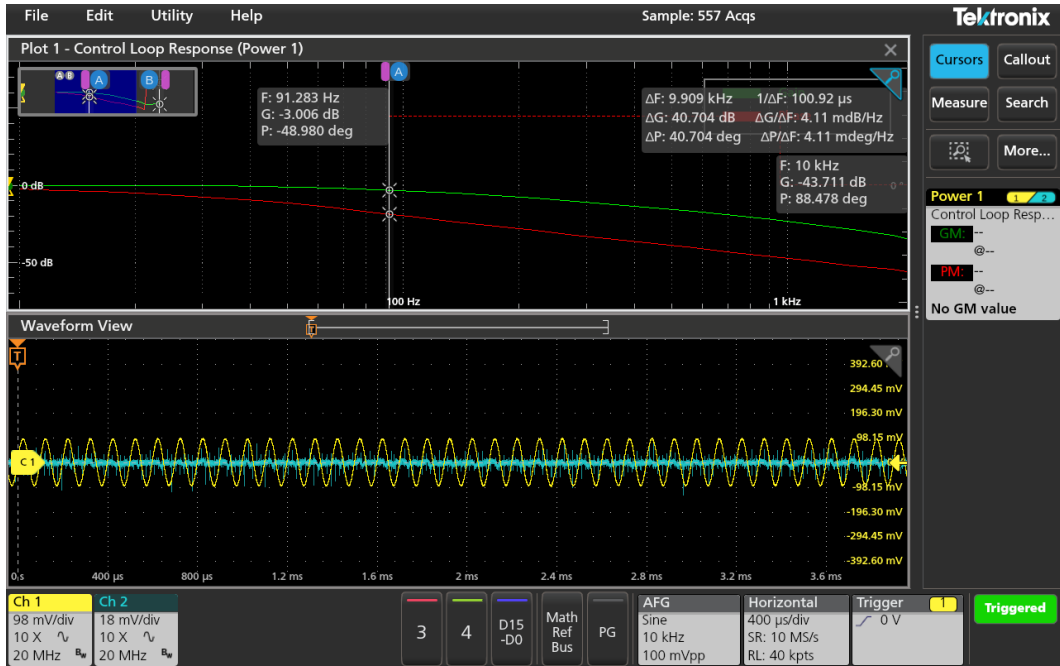 File Edit Utility Help Sample: 557 Acqs Tektronix
Plot 1 - Control Loop Response (Power 1)
A B A B
A
F: 91.283 Hz
G: -3.006 dB
P: -48.980 deg
ΔF: 9.909 kHz 1/ΔF: 100.92 µs
ΔG: 40.704 dB ΔG/ΔF: 4.11 mdB/Hz
ΔP: 40.704 deg ΔP/ΔF: 4.11 mdeg/Hz
F: 10 kHz
G: -43.711 dB
P: 88.478 deg
0 dB
0°
-50 dB
100 Hz 1 kHz
Cursors Callout
Measure Search
More...
Power 1 1 2
Control Loop Resp...
GM: --
@--
PM: --
@--
No GM value
Waveform View
T
T
392.60
294.45 mV
196.30 mV
98.15 mV
C1
-98.15 mV
-196.30 mV
-294.45 mV
-392.60 mV
0 s 400 µs 800 µs 1.2 ms 1.6 ms 2 ms 2.4 ms 2.8 ms 3.2 ms 3.6 ms
Ch 1
98 mV/div
10 X
20 MHz Bw
Ch 2
18 mV/div
10 X
20 MHz Bw
3
4
D15
-D0
Math
Ref
Bus
PG
AFG
Sine
10 kHz
100 mVpp
Horizontal
400 µs/div
SR: 10 MS/s
RL: 40 kpts
Trigger 1
0 V
Triggered